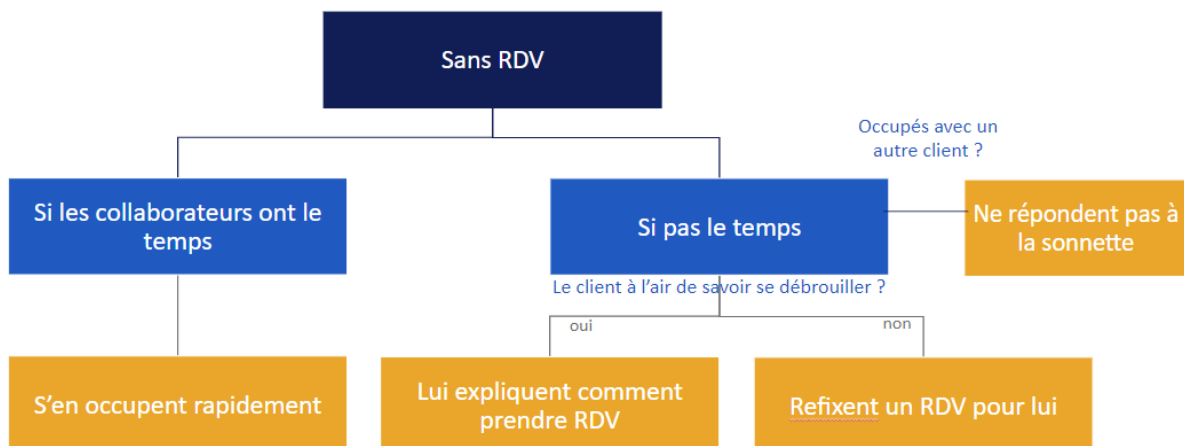 Sans RDV
Occupés avec un
autre client ?
Si les collaborateurs ont le
temps
Si pas le temps
Ne répondent pas à
la sonnette
Le client à l'air de savoir se débrouiller ?
oui
non
S'en occupent rapidement
Lui expliquent comment
prendre RDV
Refixent un RDV pour lui